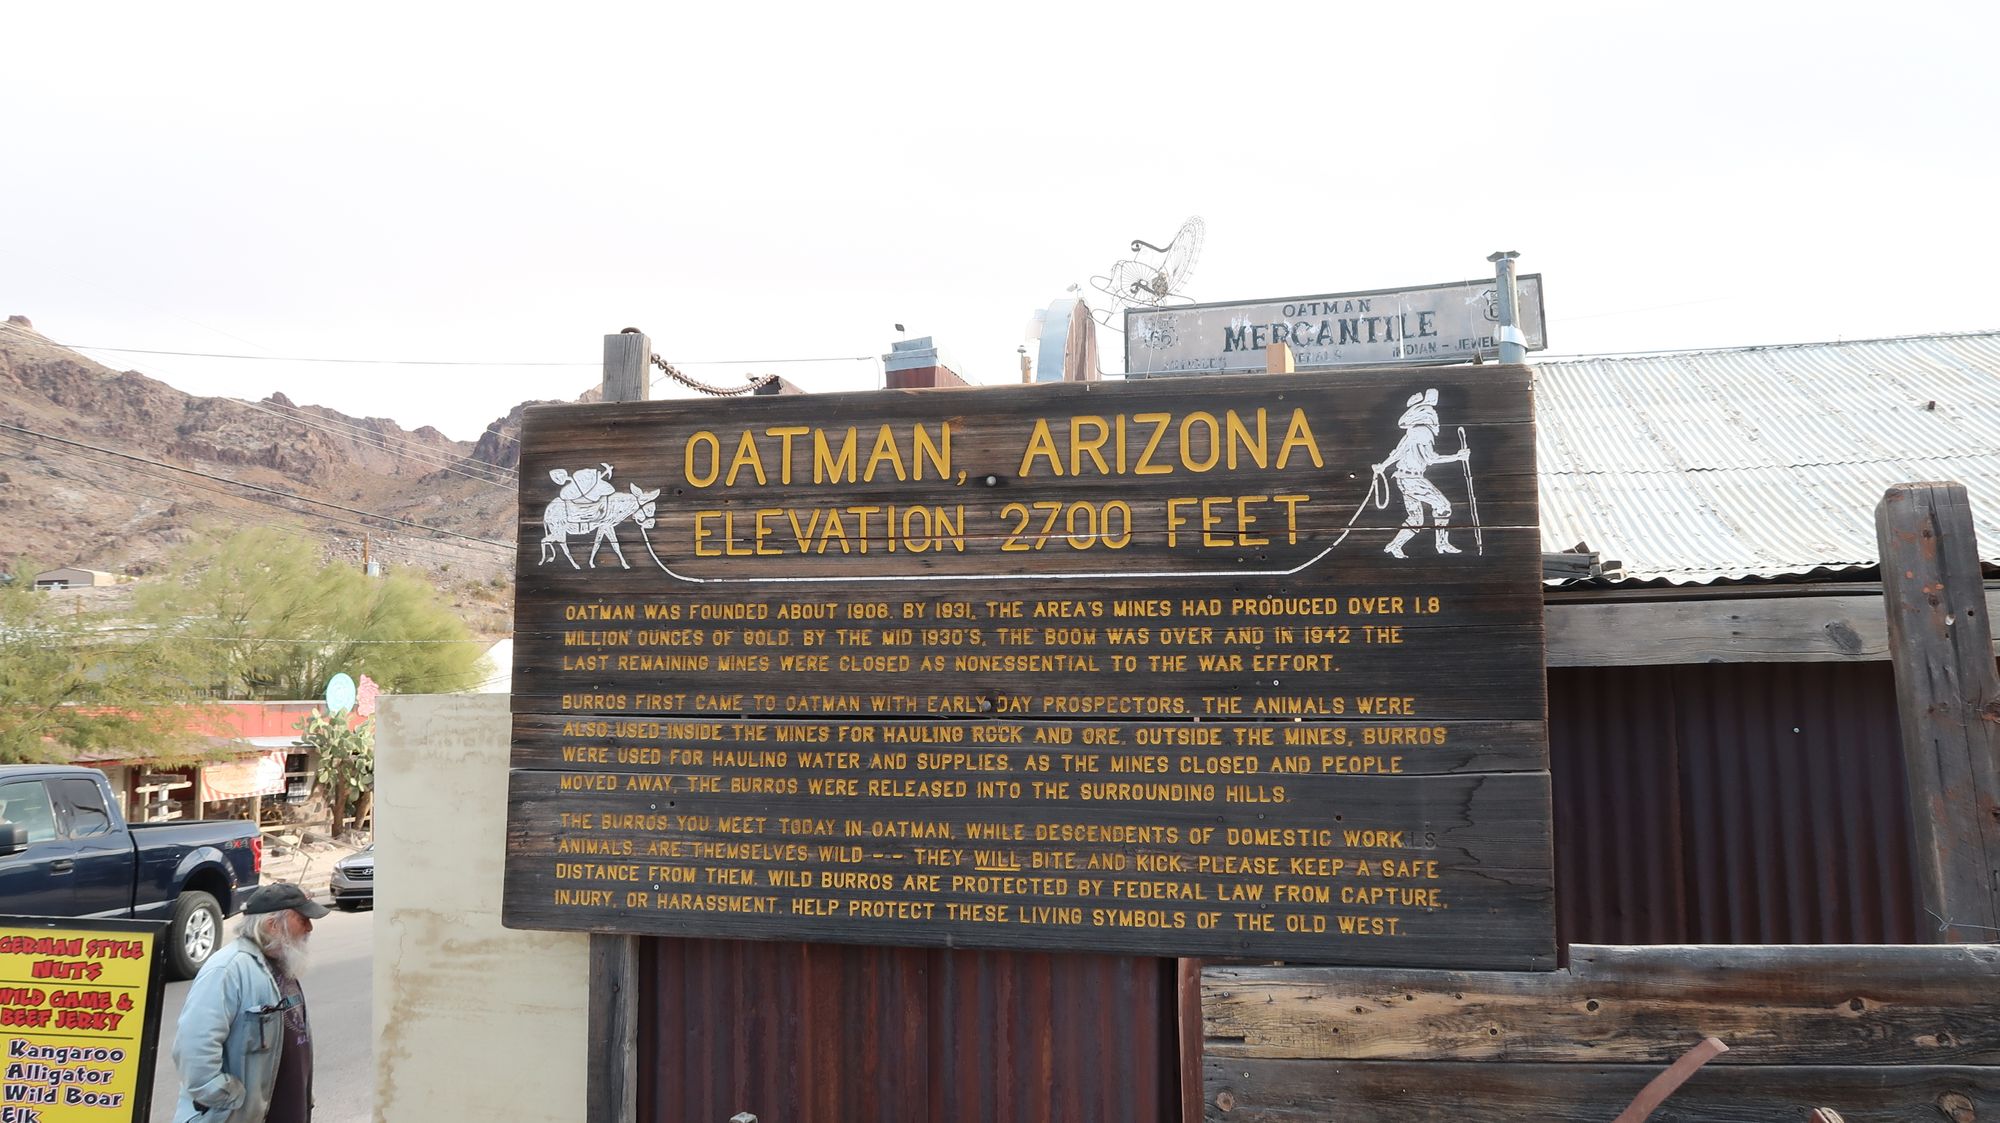 OATMAN
MERCANTILE
INDIAN - JEWEL
66
OATMAN, ARIZONA
ELEVATION 2700 FEET
OATMAN WAS FOUNDED ABOUT 1906. BY 1931, THE AREA'S MINES HAD PRODUCED OVER 1.8
MILLION OUNCES OF GOLD. BY THE MID 1930'S, THE BOOM WAS OVER AND IN 1942 THE
LAST REMAINING MINES WERE CLOSED AS NONESSENTIAL TO THE WAR EFFORT.
BURROS FIRST CAME TO OATMAN WITH EARLY DAY PROSPECTORS. THE ANIMALS WERE
ALSO USED INSIDE THE MINES FOR HAULING ROCK AND ORE. OUTSIDE THE MINES, BURROS
WERE USED FOR HAULING WATER AND SUPPLIES. AS THE MINES CLOSED AND PEOPLE
MOVED AWAY, THE BURROS WERE RELEASED INTO THE SURROUNDING HILLS.
THE BURROS YOU MEET TODAY IN OATMAN, WHILE DESCENDENTS OF DOMESTIC WORK
ANIMALS, ARE THEMSELVES WILD -- THEY WILL BITE AND KICK. PLEASE KEEP A SAFE
DISTANCE FROM THEM. WILD BURROS ARE PROTECTED BY FEDERAL LAW FROM CAPTURE,
INJURY, OR HARASSMENT. HELP PROTECT THESE LIVING SYMBOLS OF THE OLD WEST.
4X4
GERMAN STYLE
NUTS
WILD GAME &
BEEF JERKY
Kangaroo
Alligator
Wild Boar
Elk